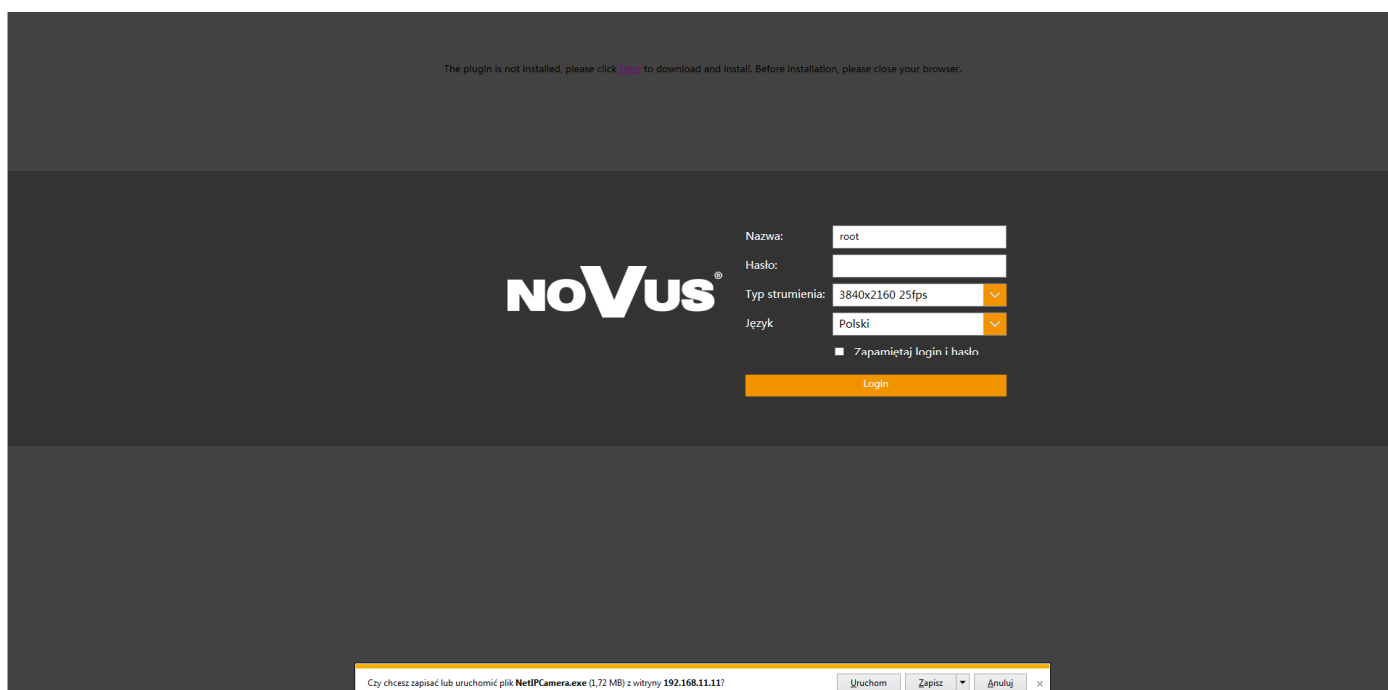 The plugin is not installed, please click Here to download and install. Before installation, please close your browser.
NOVUS®
Nazwa: root
Hasło:
Typ strumienia: 3840x2160 25fps
Język Polski
Zapamiętaj login i hasło
Login
Czy chcesz zapisać lub uruchomić plik NetIPCamera.exe (1,72 MB) z witryny 192.168.11.11? Uruchom Zapisz Anuluj ×